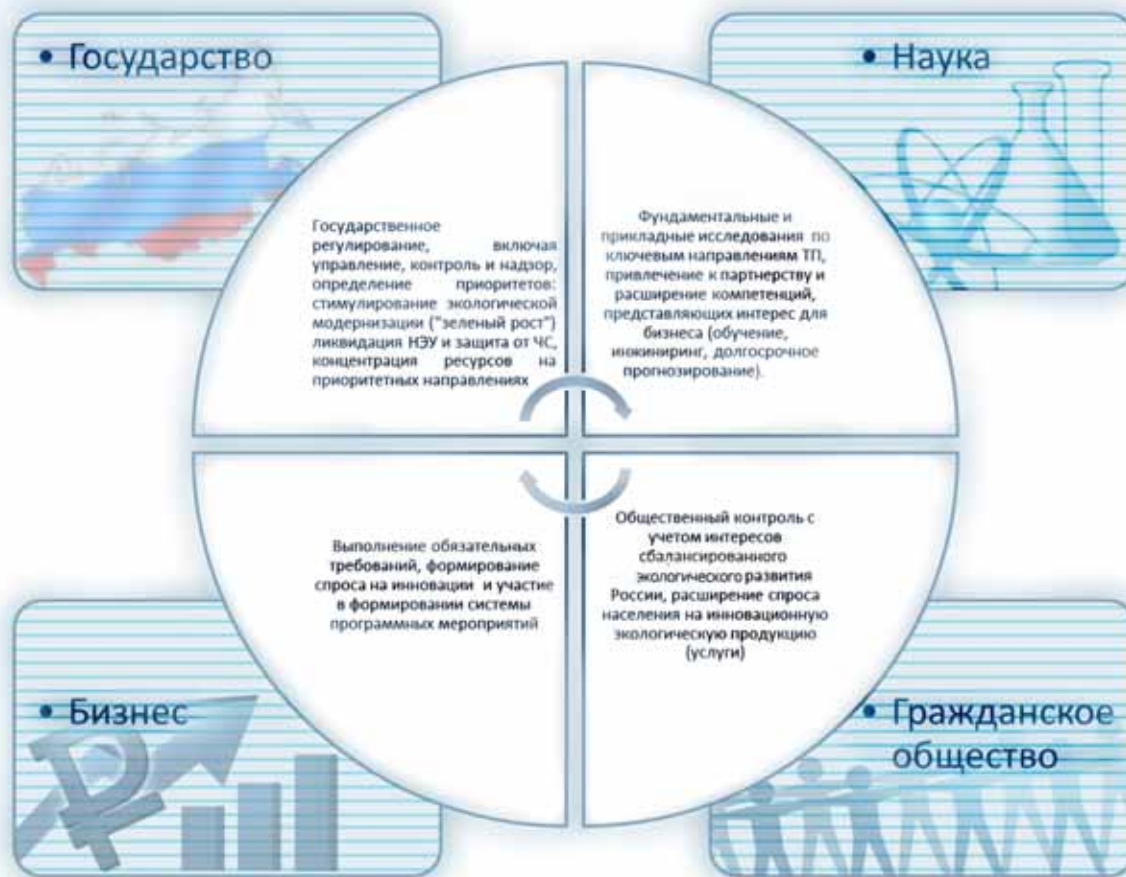 • Государство
Государственное
регулирование, включая
управление, контроль и надзор,
определение приоритетов:
стимулирование экологической
модернизации ("зеленый рост")
ликвидация НЭУ и защита от ЧС,
концентрация ресурсов на
приоритетных направлениях
• Наука
Фундаментальные и
прикладные исследования по
ключевым направлениям ТП,
привлечение к партнерству и
расширение компетенций,
представляющих интерес для
бизнеса (обучение,
инжиниринг, долгосрочное
прогнозирование).
• Бизнес
Выполнение обязательных
требований, формирование
спроса на инновации и участие
в формировании системы
программных мероприятий
• Гражданское
общество
Общественный контроль с
учетом интересов
сбалансированного
экологического развития
России, расширение спроса
населения на инновационную
экологическую продукцию
(услуги)